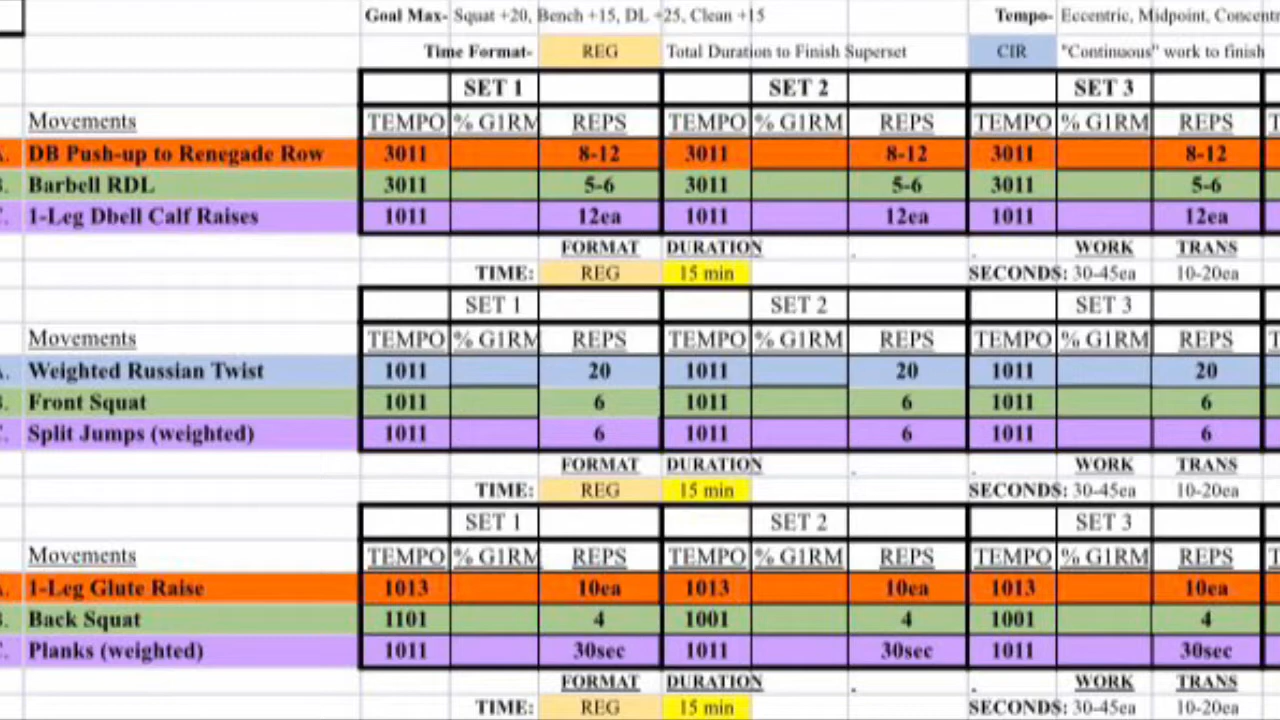 Goal Max- Squat +20, Bench +15, DL +25, Clean +15 Tempo- Eccentric, Midpoint,
Time Format- REG Total Duration to Finish Superset CIR "Continuous" work to finish
SET 1 SET 2 SET 3
Movements TEMPO % G1RM REPS TEMPO % G1RM REPS TEMPO % G1RM REPS
DB Push-up to Renegade Row 3011 8-12 3011 8-12 3011 8-12
Barbell RDL 3011 5-6 3011 5-6 3011 5-6
1-Leg Dbell Calf Raises 1011 12ea 1011 12ea 1011 12ea
FORMAT DURATION . WORK TRANS
TIME: REG 15 min SECONDS: 30-45ea 10-20ea
SET 1 SET 2 SET 3
Movements TEMPO % G1RM REPS TEMPO % G1RM REPS TEMPO % G1RM REPS
Weighted Russian Twist 1011 20 1011 20 1011 20
Front Squat 1011 6 1011 6 1011 6
Split Jumps (weighted) 1011 6 1011 6 1011 6
FORMAT DURATION . . WORK TRANS
TIME: REG 15 min SECONDS: 30-45ea 10-20ea
SET 1 SET 2 SET 3
Movements TEMPO % G1RM REPS TEMPO % G1RM REPS TEMPO % G1RM REPS
1-Leg Glute Raise 1013 10ea 1013 10ea 1013 10ea
Back Squat 1101 4 1001 4 1001 4
Planks (weighted) 1011 30sec 1011 30sec 1011 30sec
FORMAT DURATION . . WORK TRANS
TIME: REG 15 min SECONDS: 30-45ea 10-20ea